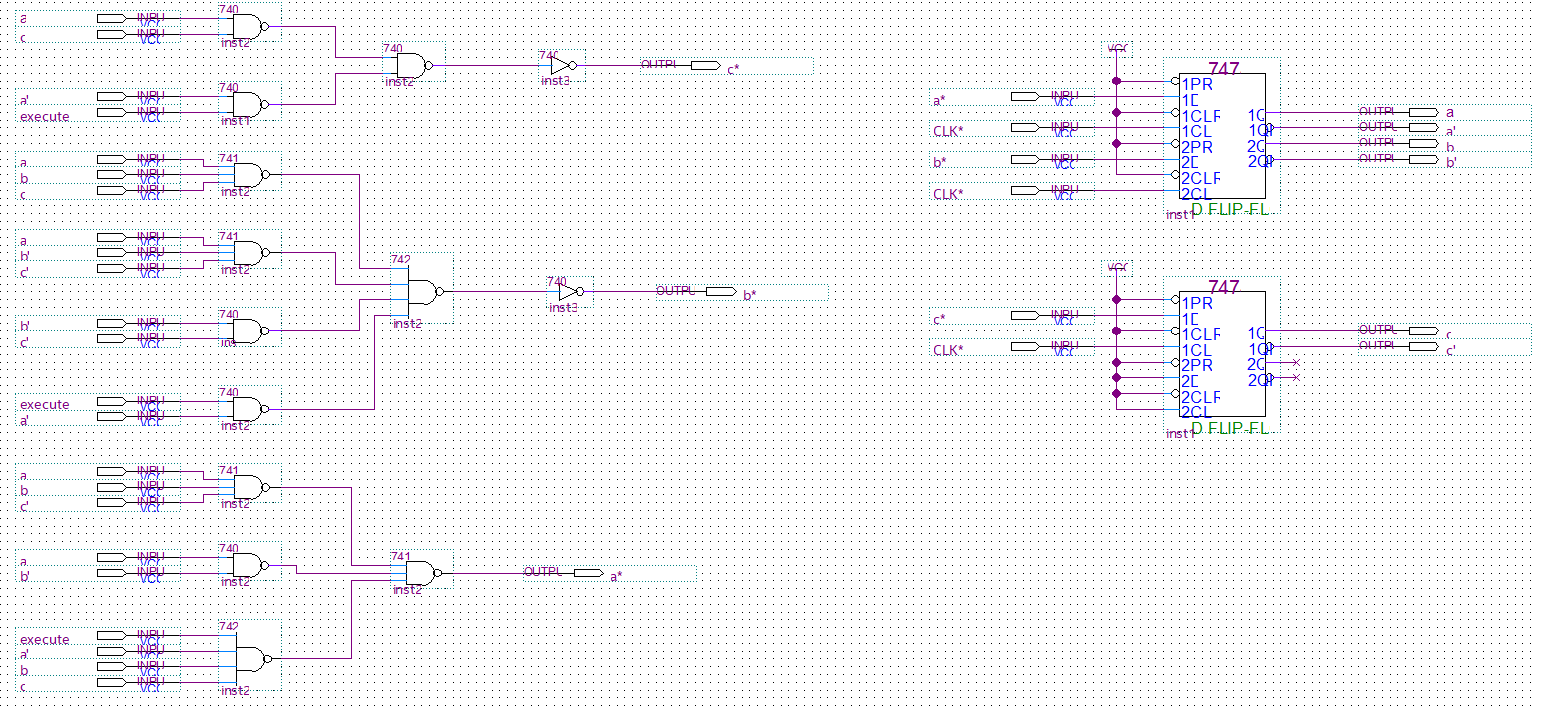 a INPU VCC
c INPU VCC
740
inst2
a' INPU VCC
execute INPU VCC
740
inst1
740
inst2
740
inst3
OUTPU c*
a INPU VCC
b INPU VCC
c INPU VCC
741
inst2
a INPU VCC
b' INPU VCC
c' INPU VCC
741
inst2
b' INPU VCC
c' INPU VCC
740
execute INPU VCC
a' INPU VCC
740
inst2
742
inst2
740
inst3
OUTPU b*
a INPU VCC
b INPU VCC
c' INPU VCC
741
inst2
a INPU VCC
b' INPU VCC
740
inst2
execute INPU VCC
a' INPU VCC
b INPU VCC
c INPU VCC
742
inst2
741
inst2
OUTPU a*
VCC
a* INPU VCC
CLK* INPU VCC
b* INPU VCC
CLK* INPU VCC
747
1PR
1D
1CLR
1CL
2PR
2D
2CLR
2CL
1Q
1QN
2Q
2QN
D FLIP-FL
inst1
OUTPU a
OUTPU a'
OUTPU b
OUTPU b'
VCC
c* INPU VCC
CLK* INPU VCC
747
1PR
1D
1CLR
1CL
2PR
2D
2CLR
2CL
1Q
1QN
2Q
2QN
D FLIP-FL
inst1
OUTPU c
OUTPU c'